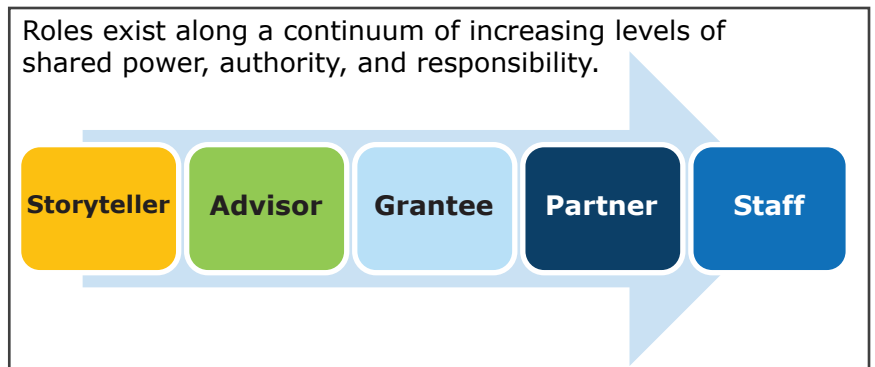 Roles exist along a continuum of increasing levels of
shared power, authority, and responsibility.
Storyteller
Advisor
Grantee
Partner
Staff